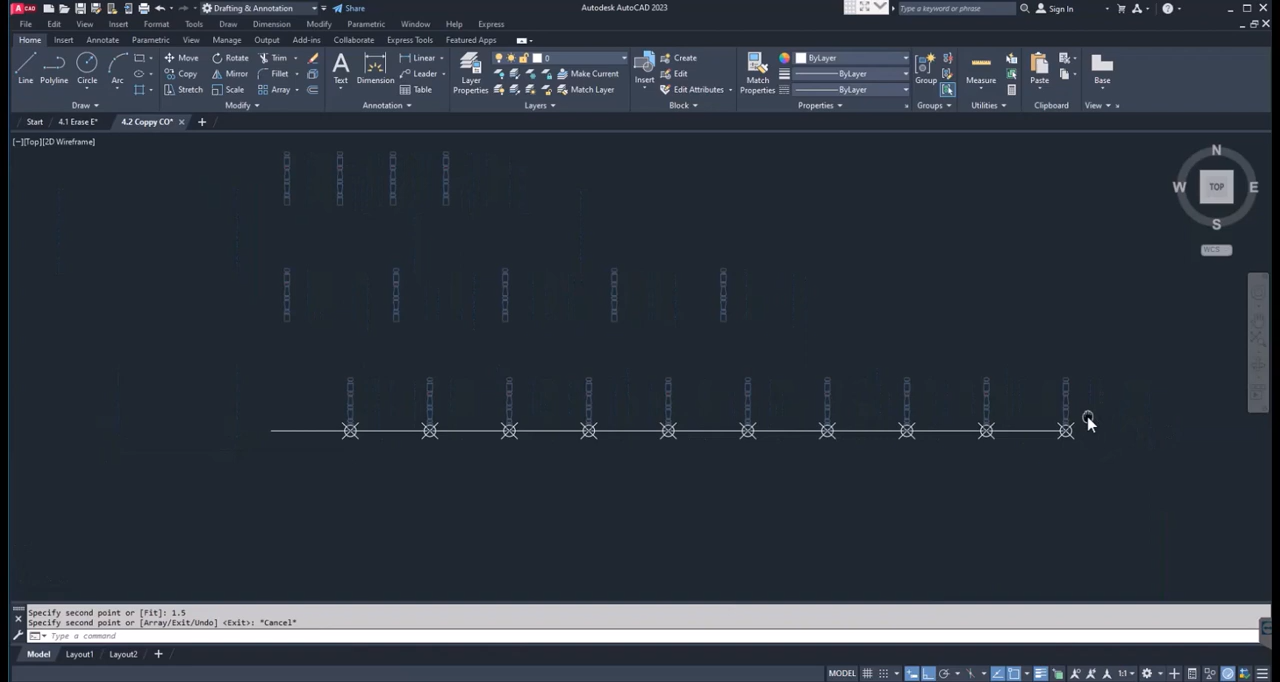 Drafting & Annotation
Share
Autodesk AutoCAD 2023
Type a keyword or phrase
Sign In
File Edit View Insert Format Tools Draw Dimension Modify Parametric Window Help Express
Home Insert Annotate Parametric View Manage Output Add-ins Collaborate Express Tools Featured Apps
Move Rotate Trim Linear 0 Create ByLayer
Line Polyline Circle Arc Copy Mirror Fillet Text Dimension Leader Layer Properties Make Current Insert Edit Match Properties ByLayer Group Measure Paste Base
Stretch Scale Array Table Match Layer Edit Attributes ByLayer
Draw Modify Annotation Layers Block Properties Groups Utilities Clipboard View
Start 4.1 Erase E* 4.2 Coppy CO*
[−][Top][2D Wireframe]
N
W TOP E
S
WCS
Specify second point or [Fit]: 1.5
Specify second point or [Array/Exit/Undo] <Exit>: *Cancel*
Type a command
Model Layout1 Layout2
MODEL 1:1